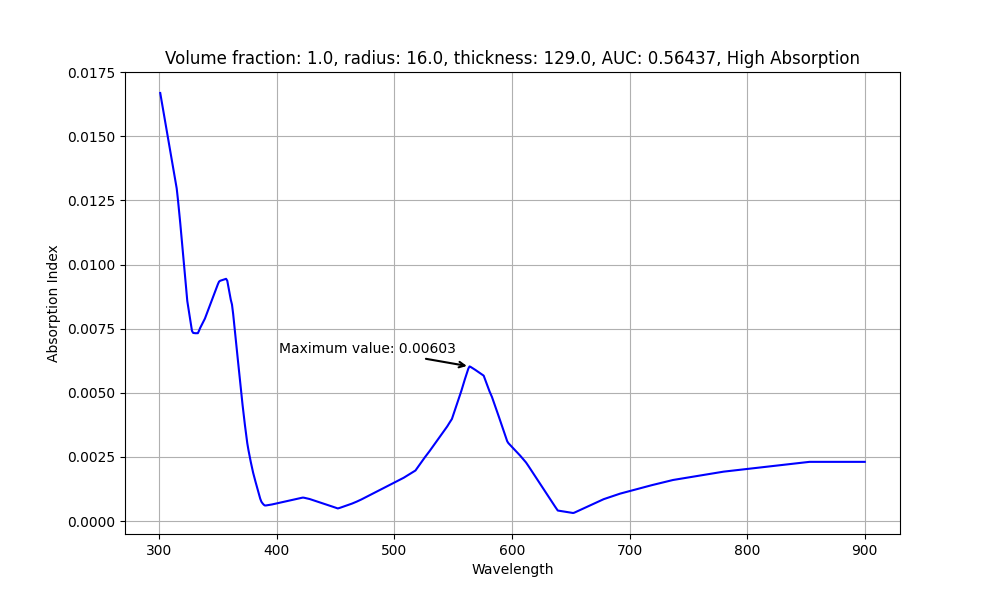 Volume fraction: 1.0, radius: 16.0, thickness: 129.0, AUC: 0.56437, High Absorption
Absorption Index
0.0175
0.0150
0.0125
0.0100
0.0075
0.0050
0.0025
0.0000
Maximum value: 0.00603
300 400 500 600 700 800 900
Wavelength